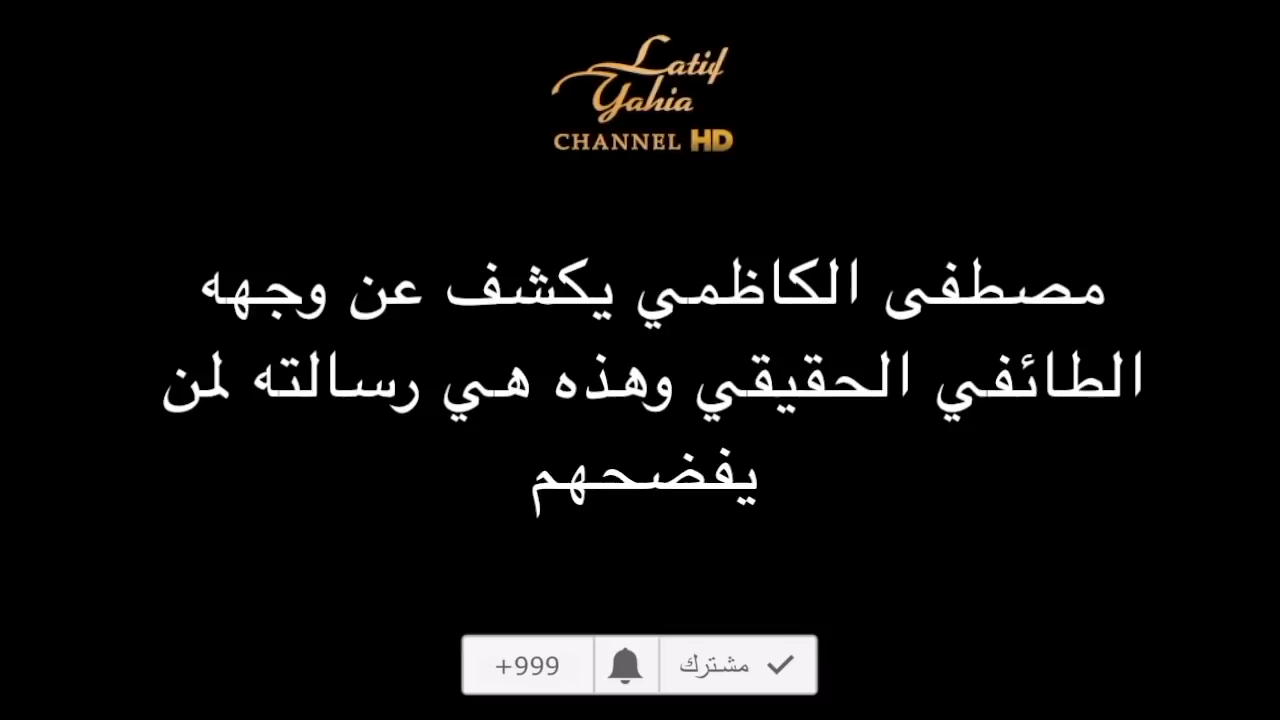 Latif
Yahia
CHANNEL HD
مصطفى الكاظمي يكشف عن وجهه
الطائفي الحقيقي وهذه هي رسالته لمن
يفضحهم
مشترك +999